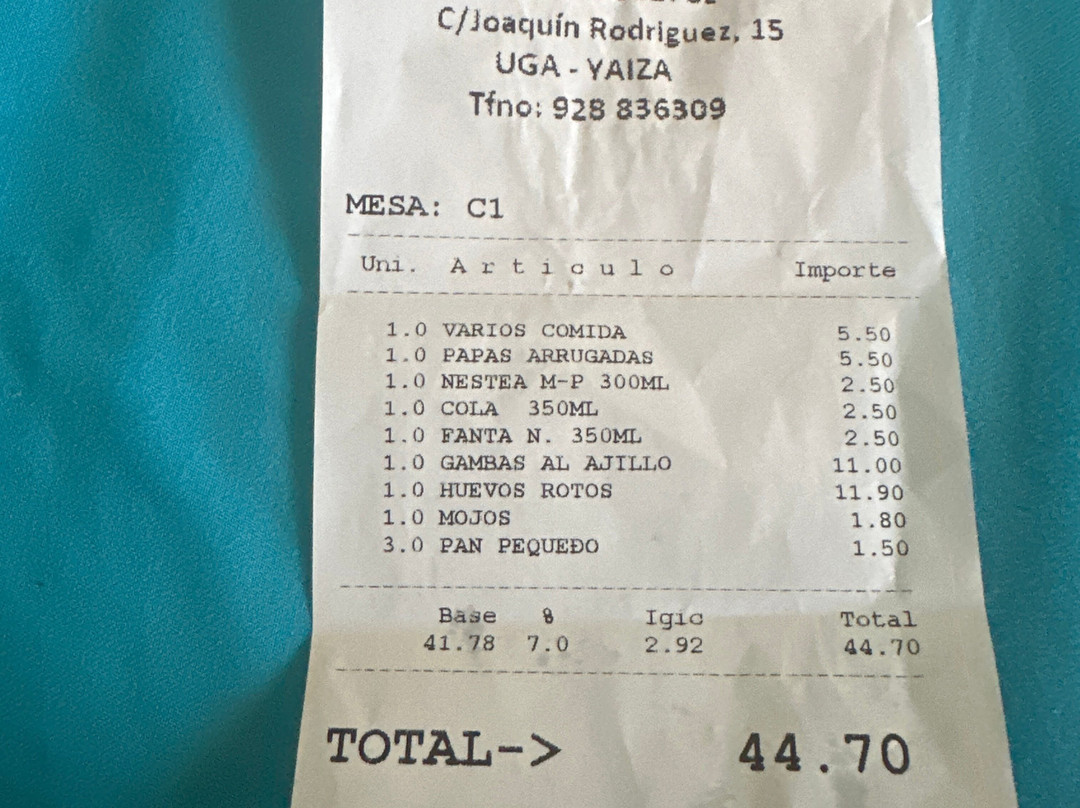 C/Joaquín Rodriguez, 15
UGA - YAIZA
Tfno: 928 836309
MESA: C1
Uni. Articulo Importe
1.0 VARIOS COMIDA 5.50
1.0 PAPAS ARRUGADAS 5.50
1.0 NESTEA M-P 300ML 2.50
1.0 COLA 350ML 2.50
1.0 FANTA N. 350ML 2.50
1.0 GAMBAS AL AJILLO 11.00
1.0 HUEVOS ROTOS 11.90
1.0 MOJOS 1.80
3.0 PAN PEQUEÐO 1.50
Base % Igic Total
41.78 7.0 2.92 44.70
TOTAL-> 44.70